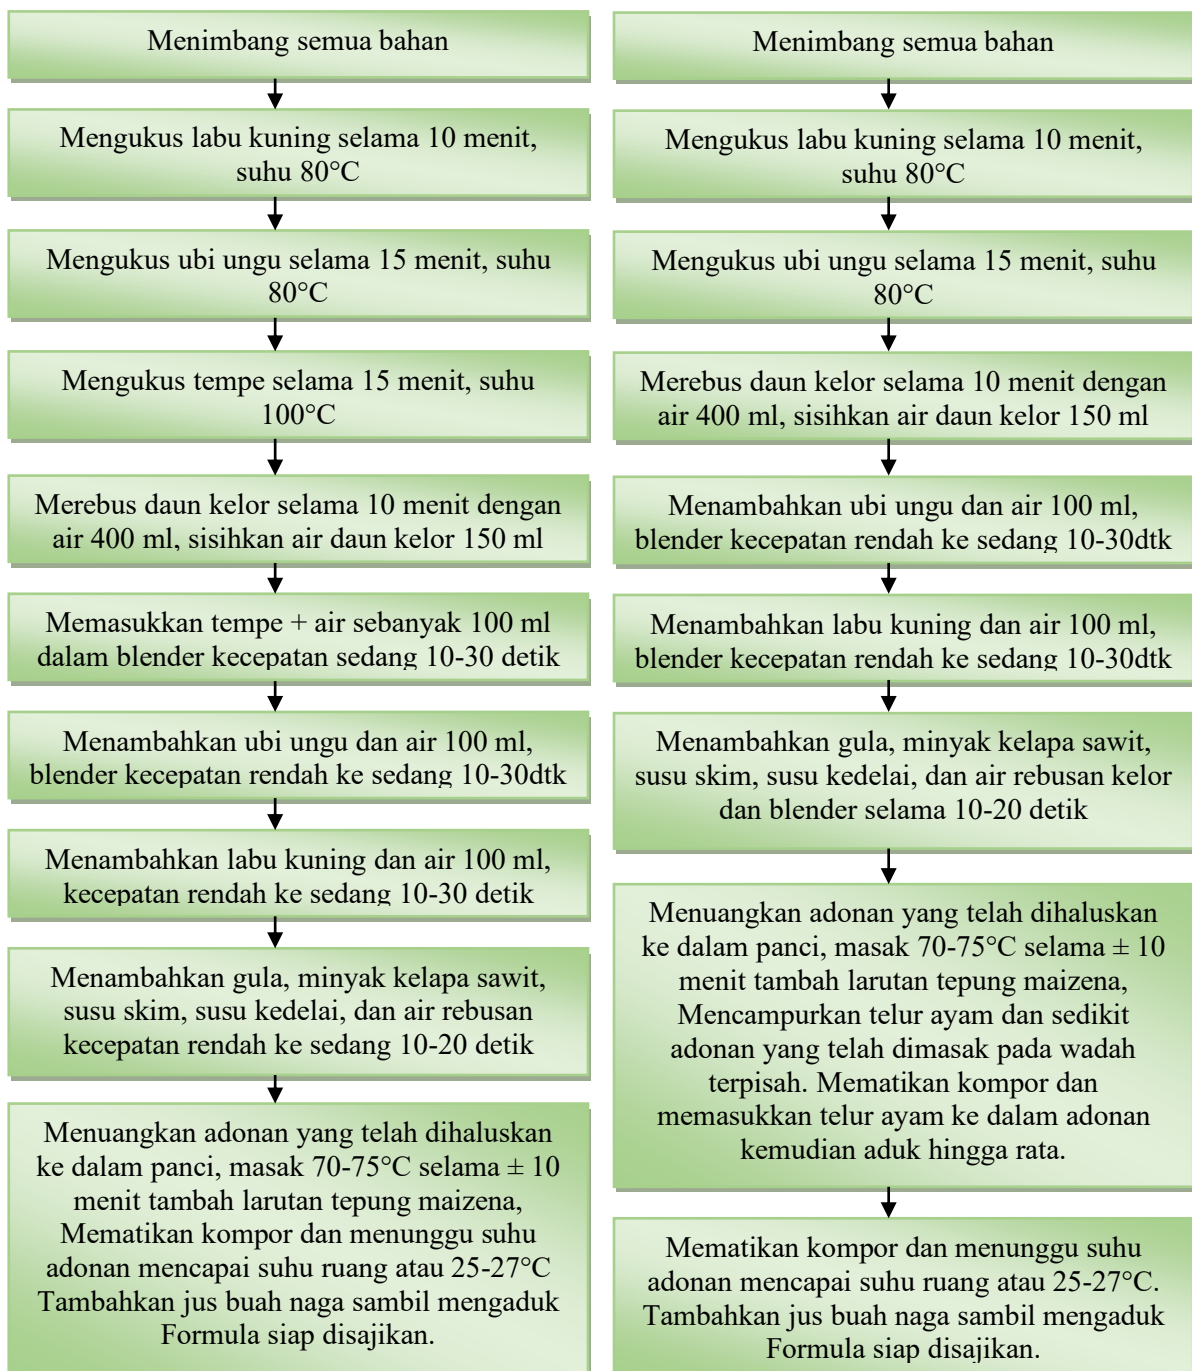 Menimbang semua bahan
Mengukus labu kuning selama 10 menit,
suhu 80°C
Mengukus ubi ungu selama 15 menit, suhu
80°C
Mengukus tempe selama 15 menit, suhu
100°C
Merebus daun kelor selama 10 menit dengan
air 400 ml, sisihkan air daun kelor 150 ml
Memasukkan tempe + air sebanyak 100 ml
dalam blender kecepatan sedang 10-30 detik
Menambahkan ubi ungu dan air 100 ml,
blender kecepatan rendah ke sedang 10-30dtk
Menambahkan labu kuning dan air 100 ml,
kecepatan rendah ke sedang 10-30 detik
Menambahkan gula, minyak kelapa sawit,
susu skim, susu kedelai, dan air rebusan
kecepatan rendah ke sedang 10-20 detik
Menuangkan adonan yang telah dihaluskan
ke dalam panci, masak 70-75°C selama ± 10
menit tambah larutan tepung maizena,
Mematikan kompor dan menunggu suhu
adonan mencapai suhu ruang atau 25-27°C
Tambahkan jus buah naga sambil mengaduk
Formula siap disajikan.
Menimbang semua bahan
Mengukus labu kuning selama 10 menit,
suhu 80°C
Mengukus ubi ungu selama 15 menit, suhu
80°C
Merebus daun kelor selama 10 menit dengan
air 400 ml, sisihkan air daun kelor 150 ml
Menambahkan ubi ungu dan air 100 ml,
blender kecepatan rendah ke sedang 10-30dtk
Menambahkan labu kuning dan air 100 ml,
blender kecepatan rendah ke sedang 10-30dtk
Menambahkan gula, minyak kelapa sawit,
susu skim, susu kedelai, dan air rebusan kelor
dan blender selama 10-20 detik
Menuangkan adonan yang telah dihaluskan
ke dalam panci, masak 70-75°C selama ± 10
menit tambah larutan tepung maizena,
Mencampurkan telur ayam dan sedikit
adonan yang telah dimasak pada wadah
terpisah. Mematikan kompor dan
memasukkan telur ayam ke dalam adonan
kemudian aduk hingga rata.
Mematikan kompor dan menunggu suhu
adonan mencapai suhu ruang atau 25-27°C.
Tambahkan jus buah naga sambil mengaduk
Formula siap disajikan.